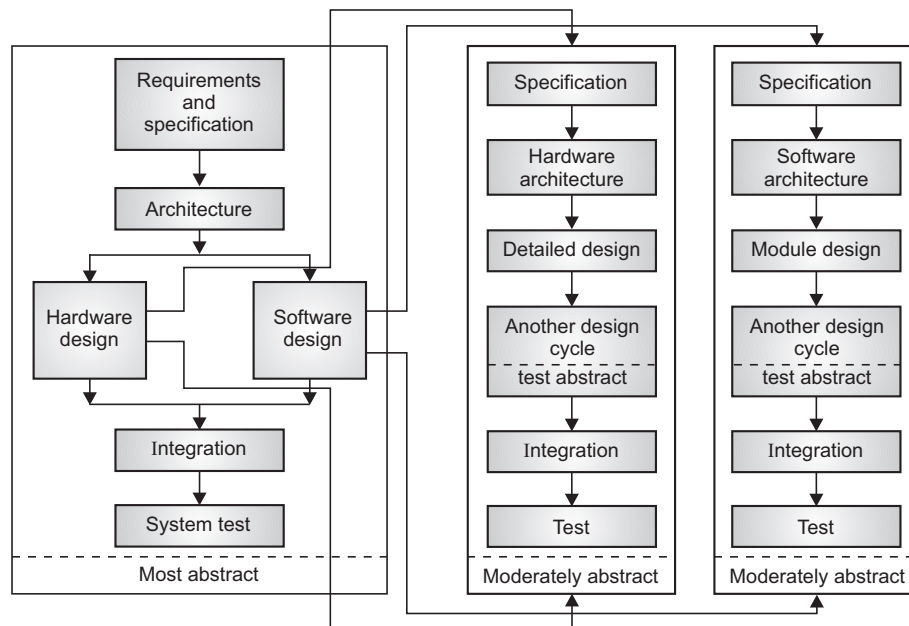 Requirements
and
specification
Architecture
Hardware
design
Software
design
Integration
System test
Most abstract
Specification
Hardware
architecture
Detailed design
Another design
cycle
test abstract
Integration
Test
Moderately abstract
Specification
Software
architecture
Module design
Another design
cycle
test abstract
Integration
Test
Moderately abstract